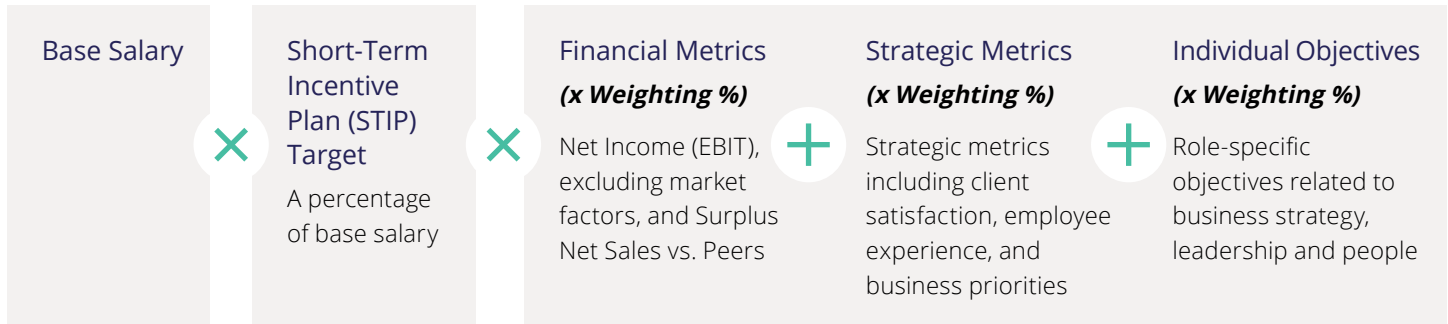 Base Salary
Short-Term
Incentive
Plan (STIP)
Target
A percentage
of base salary
Financial Metrics
(x Weighting %)
Net Income (EBIT),
excluding market
factors, and Surplus
Net Sales vs. Peers
Strategic Metrics
(x Weighting %)
Strategic metrics
including client
satisfaction, employee
experience, and
business priorities
Individual Objectives
(x Weighting %)
Role-specific
objectives related to
business strategy,
leadership and people